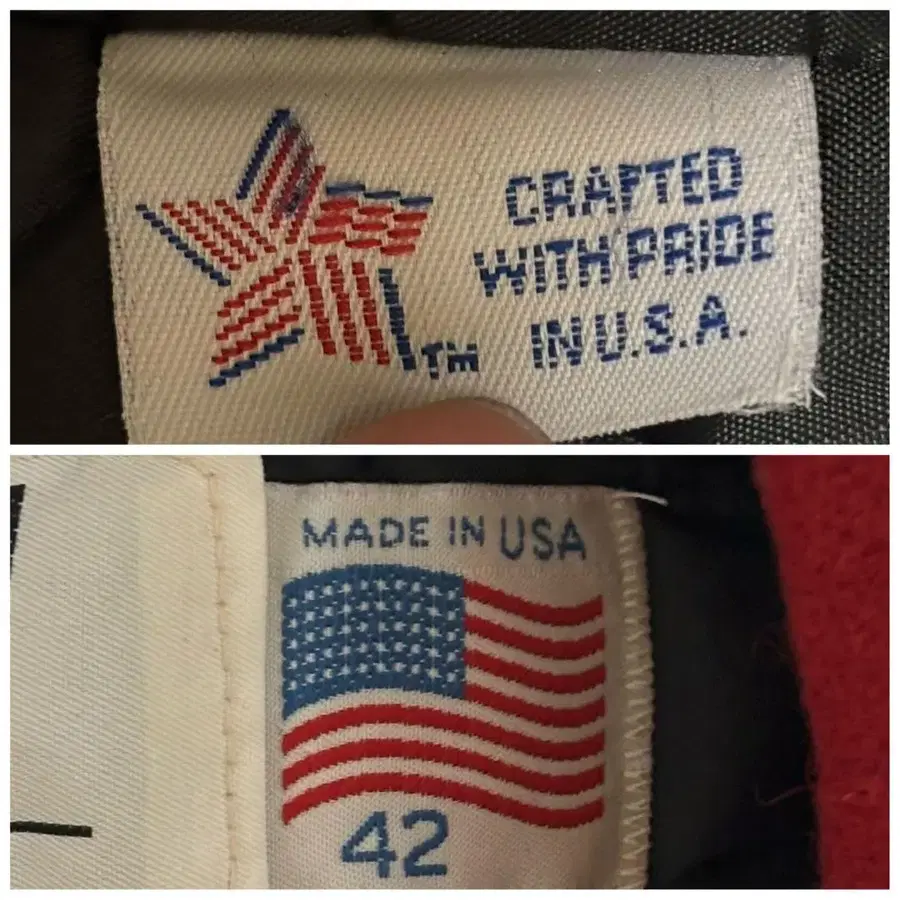 CRAFTED
WITH PRIDE
IN U.S.A.
TM
MADE IN USA
42